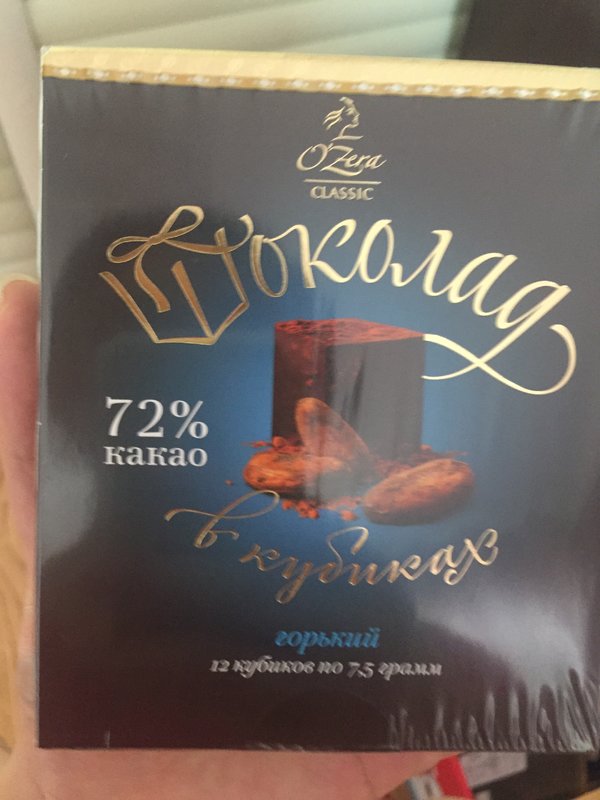 O'Zera
CLASSIC
Шоколад
72%
какао
в кубиках
горький
12 кубиков по 7,5 грамм